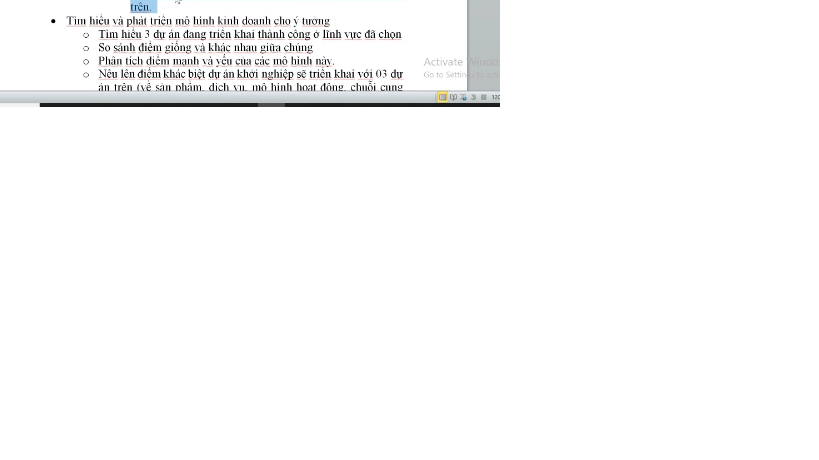 trên.
• Tìm hiểu và phát triển mô hình kinh doanh cho ý tưởng
o Tìm hiểu 3 dự án đang triển khai thành công ở lĩnh vực đã chọn
o So sánh điểm giống và khác nhau giữa chúng
o Phân tích điểm mạnh và yếu của các mô hình này.
o Nêu lên điểm khác biệt dự án khởi nghiệp sẽ triển khai với 03 dự
án trên (về sản phẩm, dịch vụ, mô hình hoạt động, chuỗi cung
Activate Windows
Go to Settings to